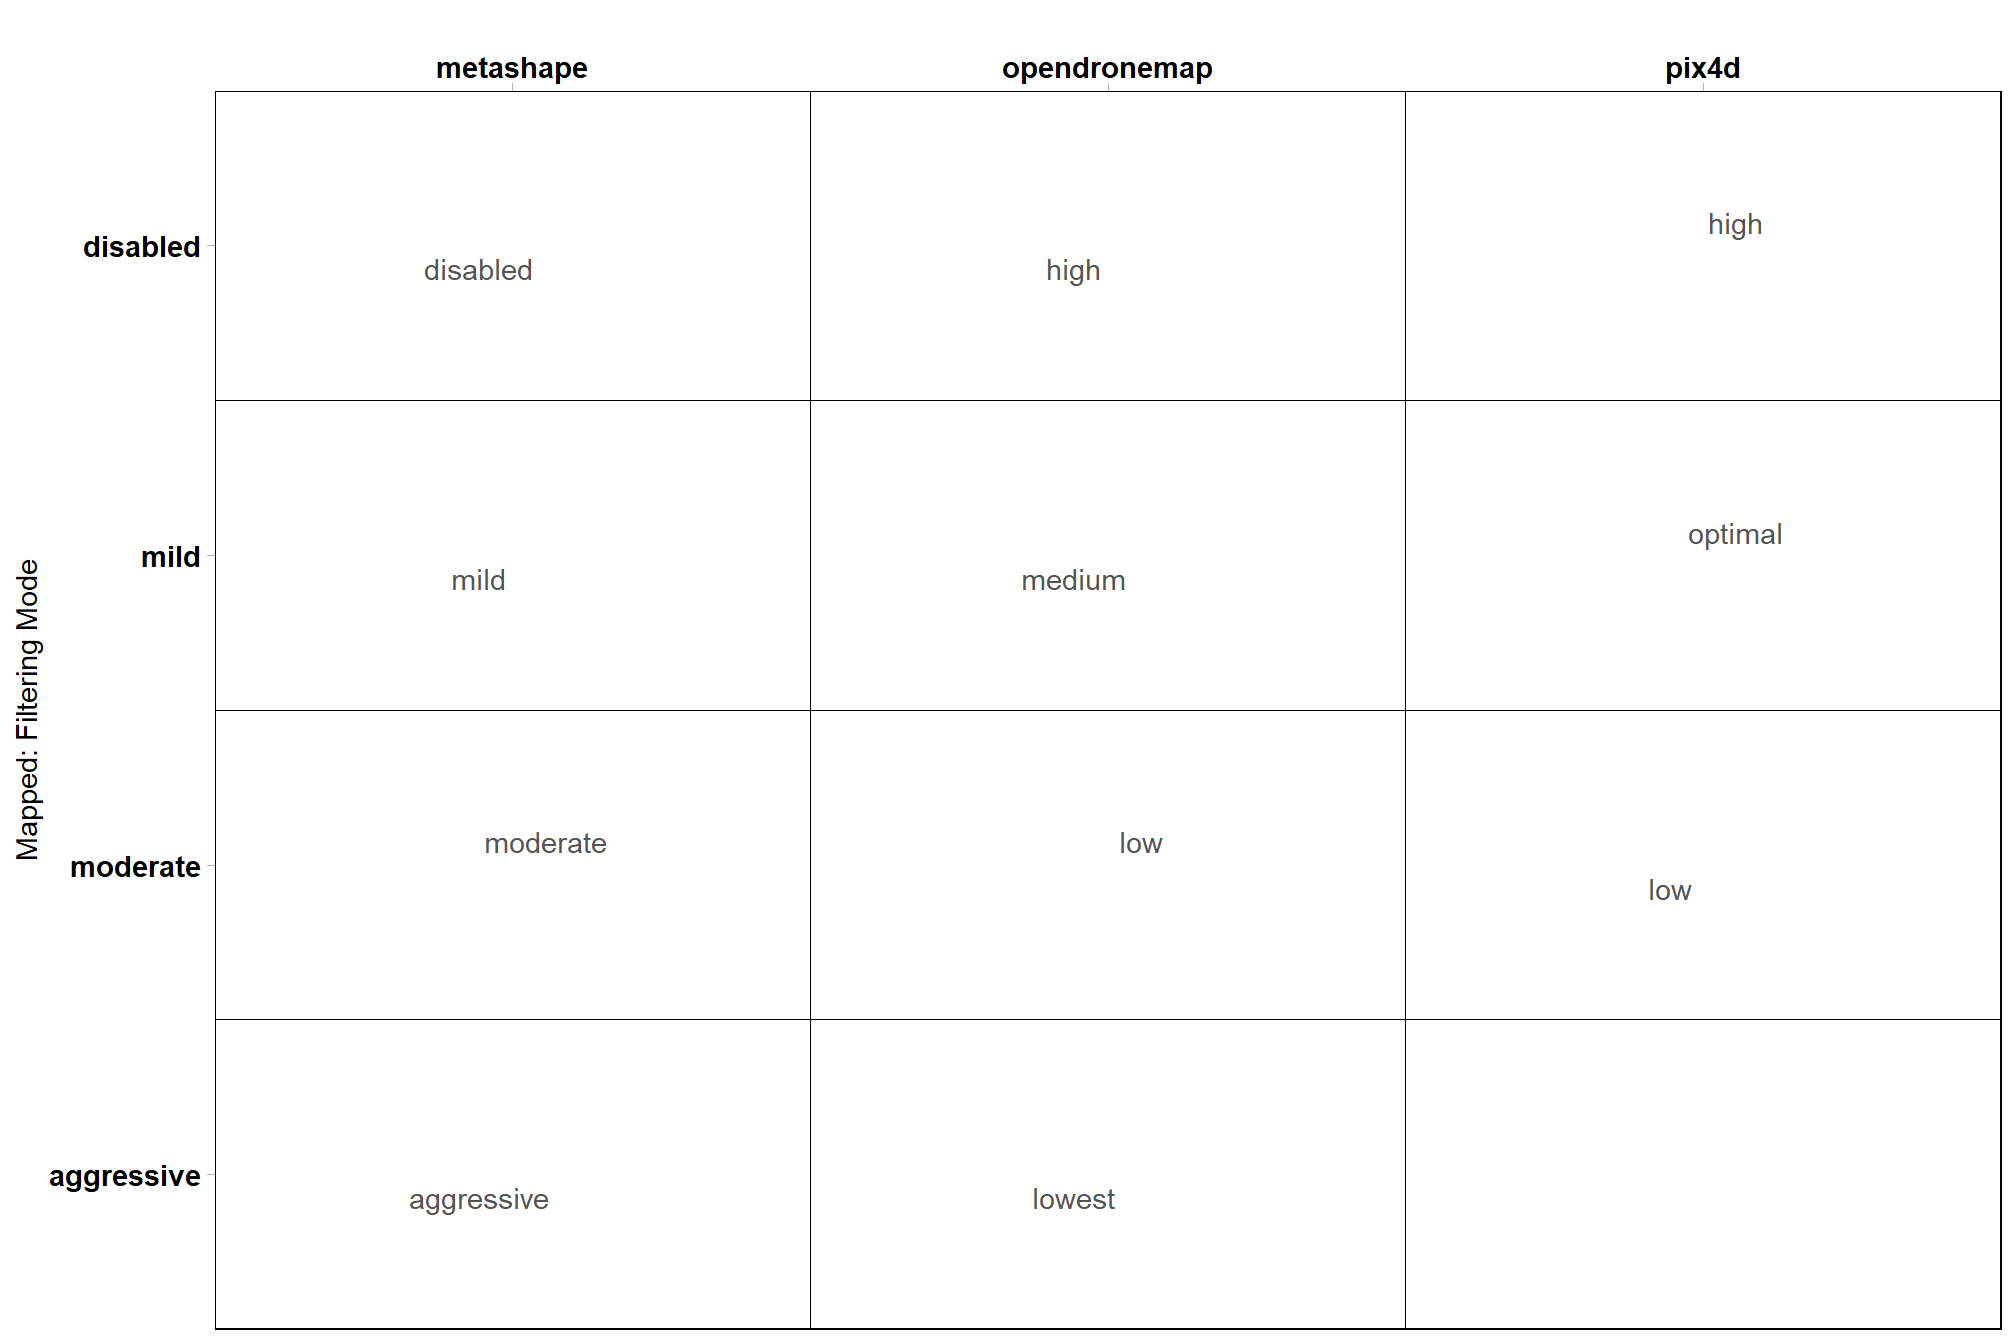 metashape opendronemap pix4d
disabled disabled high high
mild mild medium optimal
Mapped: Filtering Mode
moderate moderate low low
aggressive aggressive lowest